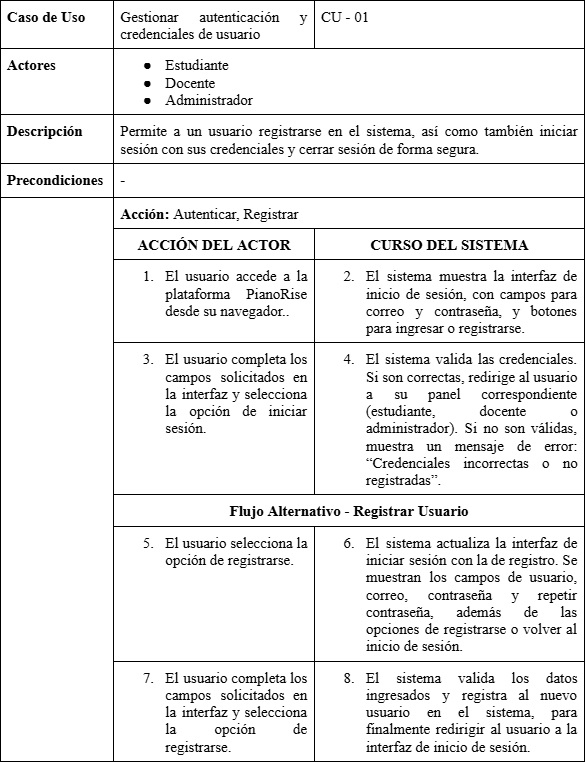 Caso de Uso
Gestionar autenticación y
credenciales de usuario
CU - 01
Actores
● Estudiante
● Docente
● Administrador
Descripción
Permite a un usuario registrarse en el sistema, así como también iniciar
sesión con sus credenciales y cerrar sesión de forma segura.
Precondiciones
-
Acción: Autenticar, Registrar
ACCIÓN DEL ACTOR
CURSO DEL SISTEMA
1. El usuario accede a la
plataforma PianoRise
desde su navegador..
2. El sistema muestra la interfaz de
inicio de sesión, con campos para
correo y contraseña, y botones
para ingresar o registrarse.
3. El usuario completa los
campos solicitados en
la interfaz y selecciona
la opción de iniciar
sesión.
4. El sistema valida las credenciales.
Si son correctas, redirige al usuario
a su panel correspondiente
(estudiante, docente o
administrador). Si no son válidas,
muestra un mensaje de error:
“Credenciales incorrectas o no
registradas”.
Flujo Alternativo - Registrar Usuario
5. El usuario selecciona la
opción de registrarse.
6. El sistema actualiza la interfaz de
iniciar sesión con la de registro. Se
muestran los campos de usuario,
correo, contraseña y repetir
contraseña, además de las
opciones de registrarse o volver al
inicio de sesión.
7. El usuario completa los
campos solicitados en
la interfaz y selecciona
la opción de
registrarse.
8. El sistema valida los datos
ingresados y registra al nuevo
usuario en el sistema, para
finalmente redirigir al usuario a la
interfaz de inicio de sesión.